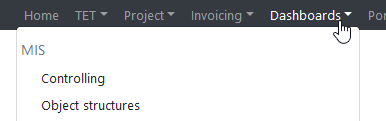 Home TET Project Invoicing Dashboards
MIS
Controlling
Object structures